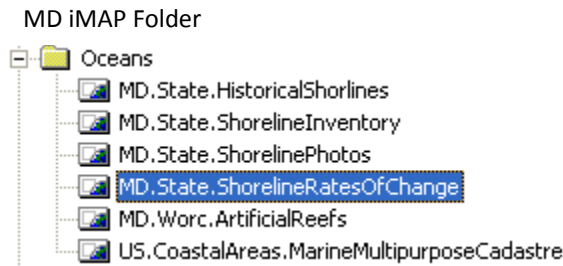 MD iMAP Folder
Oceans
MD.State.HistoricalShorlines
MD.State.ShorelineInventory
MD.State.ShorelinePhotos
MD.State.ShorelineRatesOfChange
MD.Worc.ArtificialReefs
US.CoastalAreas.MarineMultipurposeCadastre